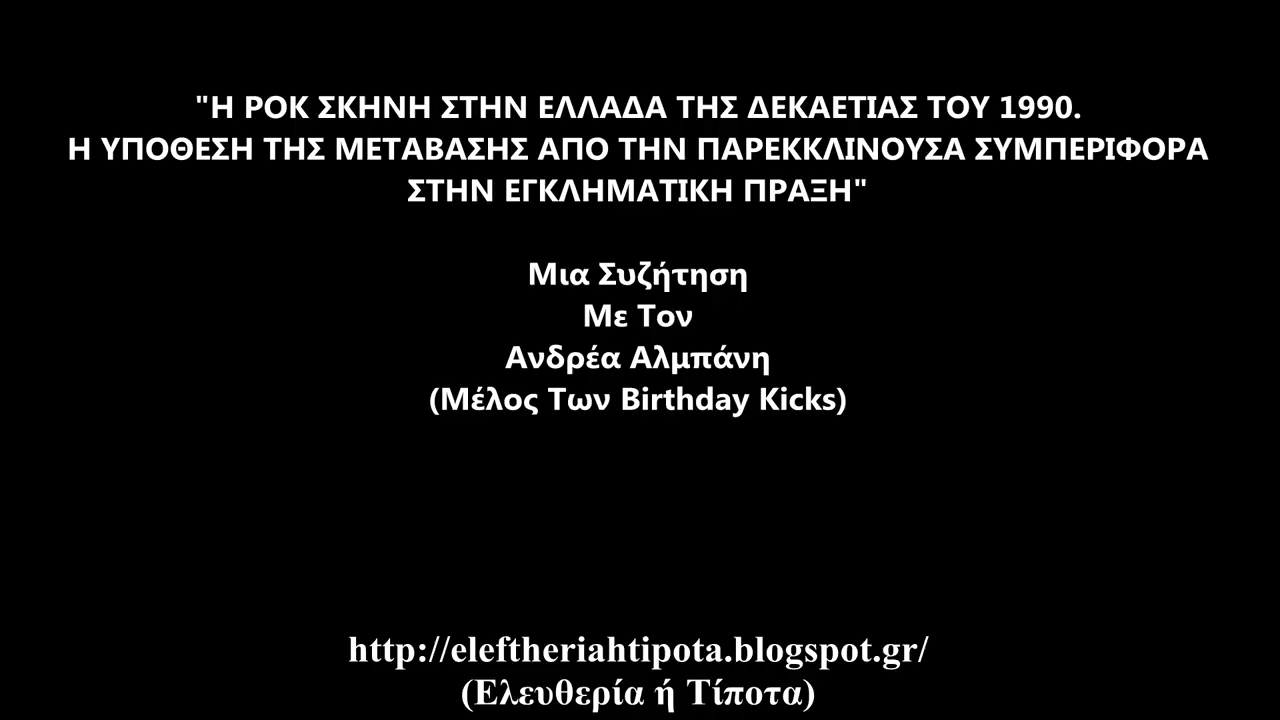 "Η ΡΟΚ ΣΚΗΝΗ ΣΤΗΝ ΕΛΛΑΔΑ ΤΗΣ ΔΕΚΑΕΤΙΑΣ ΤΟΥ 1990.
Η ΥΠΟΘΕΣΗ ΤΗΣ ΜΕΤΑΒΑΣΗΣ ΑΠΟ ΤΗΝ ΠΑΡΕΚΚΛΙΝΟΥΣΑ ΣΥΜΠΕΡΙΦΟΡΑ
ΣΤΗΝ ΕΓΚΛΗΜΑΤΙΚΗ ΠΡΑΞΗ"
Μια Συζήτηση
Με Τον
Ανδρέα Αλμπάνη
(Μέλος Των Birthday Kicks)
http://eleftheriahtipota.blogspot.gr/
(Ελευθερία ή Τίποτα)